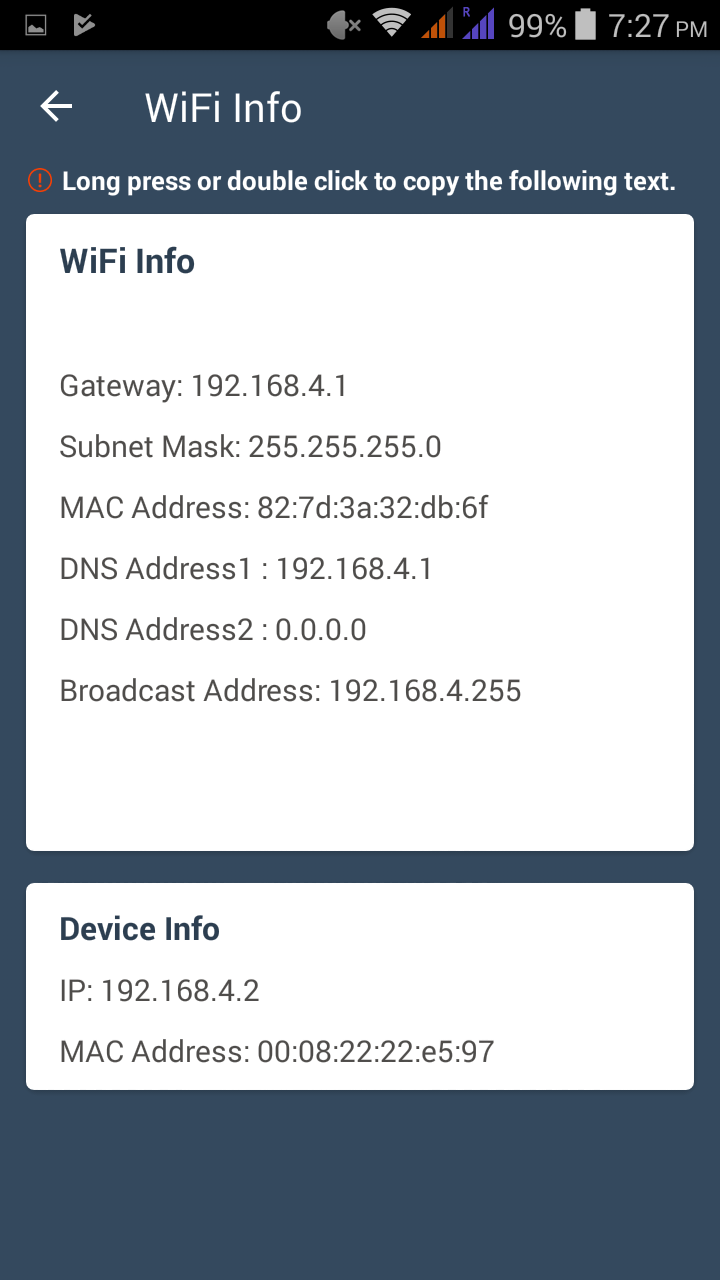 R 99% 7:27 PM
WiFi Info
Long press or double click to copy the following text.
WiFi Info
Gateway: 192.168.4.1
Subnet Mask: 255.255.255.0
MAC Address: 82:7d:3a:32:db:6f
DNS Address1 : 192.168.4.1
DNS Address2 : 0.0.0.0
Broadcast Address: 192.168.4.255
Device Info
IP: 192.168.4.2
MAC Address: 00:08:22:22:e5:97